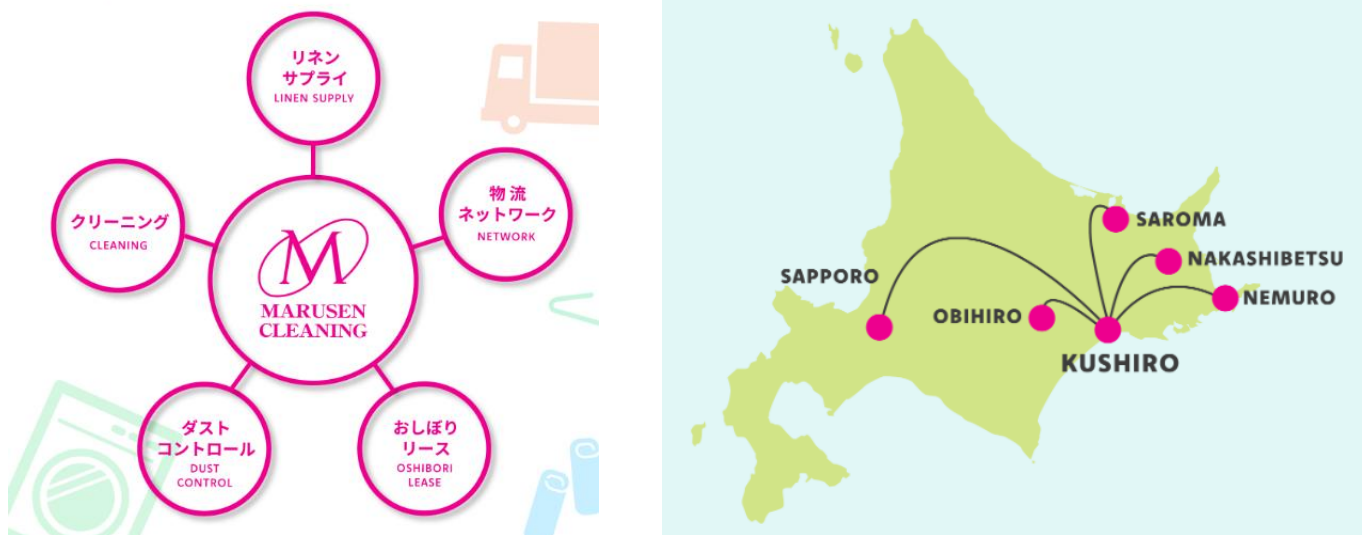 リネン
サプライ
LINEN SUPPLY
物流
ネットワーク
NETWORK
クリーニング
CLEANING
M
MARUSEN
CLEANING
ダスト
コントロール
DUST
CONTROL
おしぼり
リース
OSHIBORI
LEASE
SAROMA
NAKASHIBETSU
SAPPORO
NEMURO
OBIHIRO
KUSHIRO